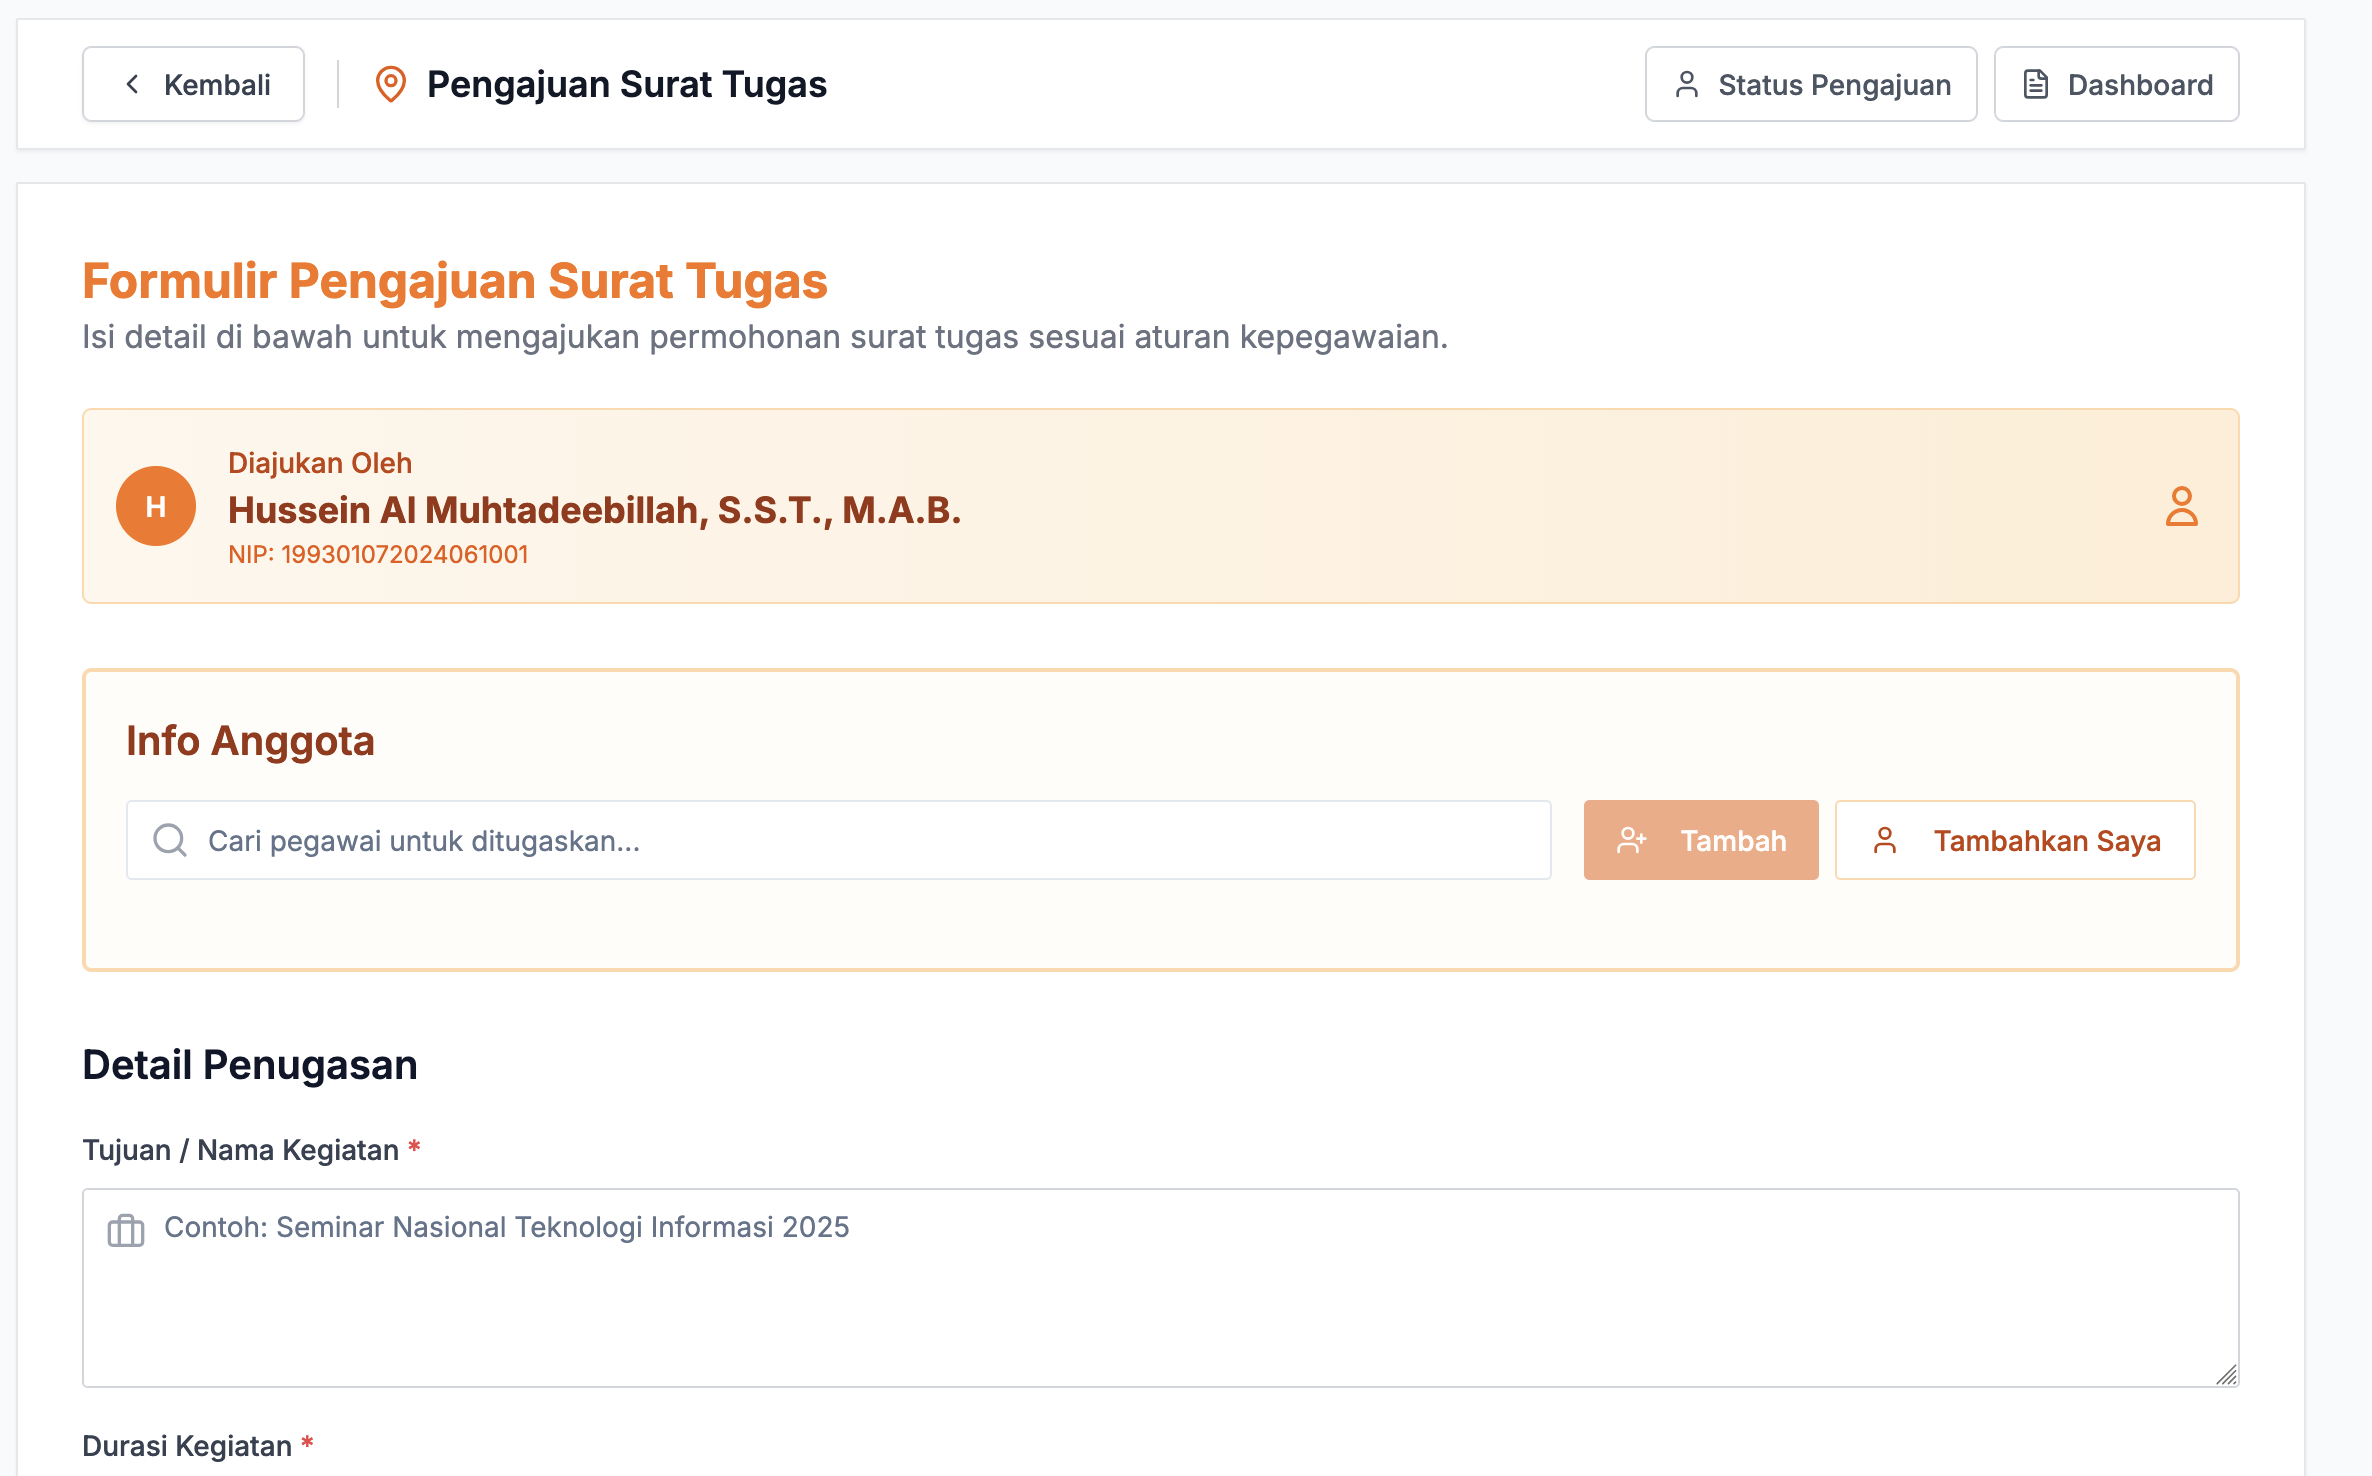 Kembali
Pengajuan Surat Tugas
Status Pengajuan
Dashboard
Formulir Pengajuan Surat Tugas
Isi detail di bawah untuk mengajukan permohonan surat tugas sesuai aturan kepegawaian.
H
Diajukan Oleh
Hussein Al Muhtadeebillah, S.S.T., M.A.B.
NIP: 199301072024061001
Info Anggota
Cari pegawai untuk ditugaskan...
Tambah
Tambahkan Saya
Detail Penugasan
Tujuan / Nama Kegiatan *
Contoh: Seminar Nasional Teknologi Informasi 2025
Durasi Kegiatan *